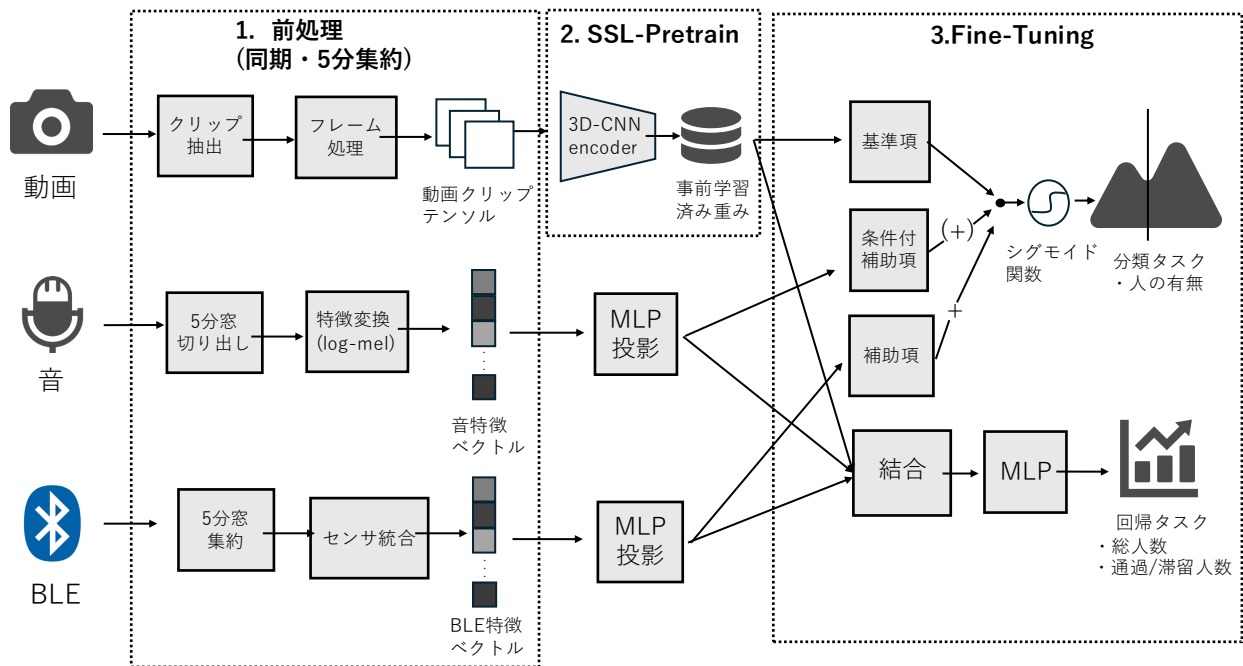 1. 前処理
(同期・5分集約)
2. SSL-Pretrain
3.Fine-Tuning
動画
クリップ
抽出
フレーム
処理
動画クリップ
テンソル
3D-CNN
encoder
事前学習
済み重み
基準項
条件付
補助項
(+)
補助項
+
シグモイド
関数
分類タスク
・人の有無
音
5分窓
切り出し
特徴変換
(log-mel)
音特徴
ベクトル
MLP
投影
結合
MLP
回帰タスク
・総人数
・通過/滞留人数
BLE
5分窓
集約
センサ統合
BLE特徴
ベクトル
MLP
投影